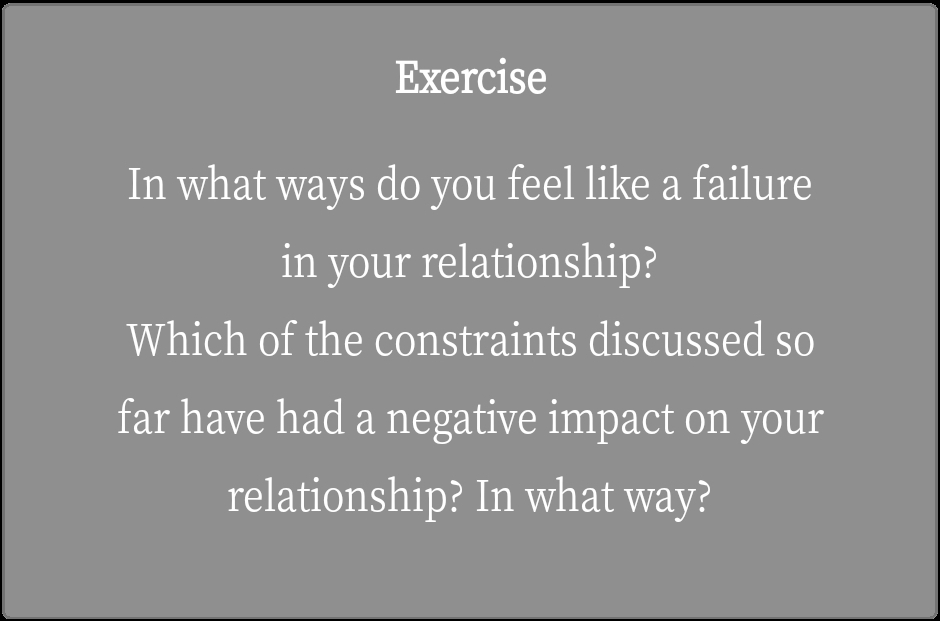 Exercise
In what ways do you feel like a failure
in your relationship?
Which of the constraints discussed so
far have had a negative impact on your
relationship? In what way?